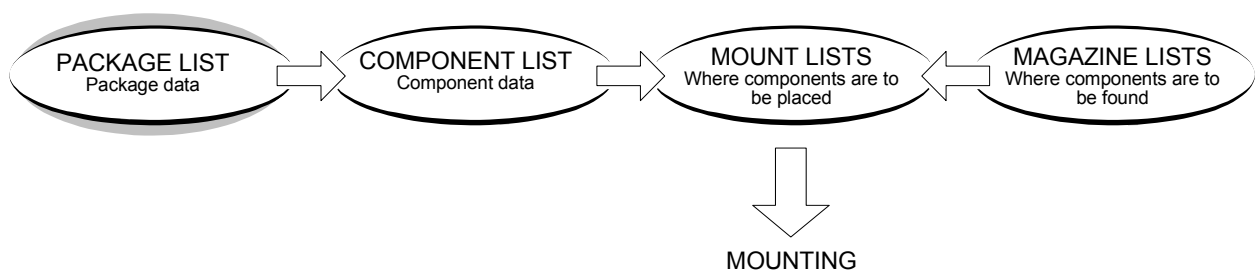 PACKAGE LIST
Package data
COMPONENT LIST
Component data
MOUNT LISTS
Where components are to
be placed
MAGAZINE LISTS
Where components are to
be found
MOUNTING